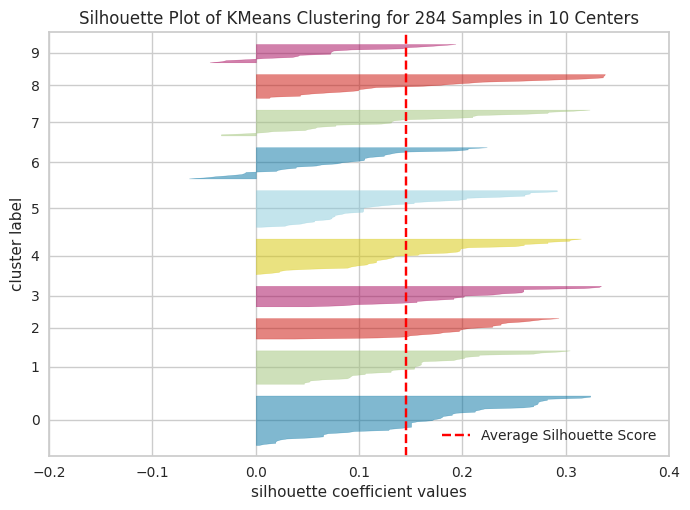 Silhouette Plot of KMeans Clustering for 284 Samples in 10 Centers
9
8
7
6
5
4
3
2
1
0
cluster label
Average Silhouette Score
−0.2 −0.1 0.0 0.1 0.2 0.3 0.4
silhouette coefficient values